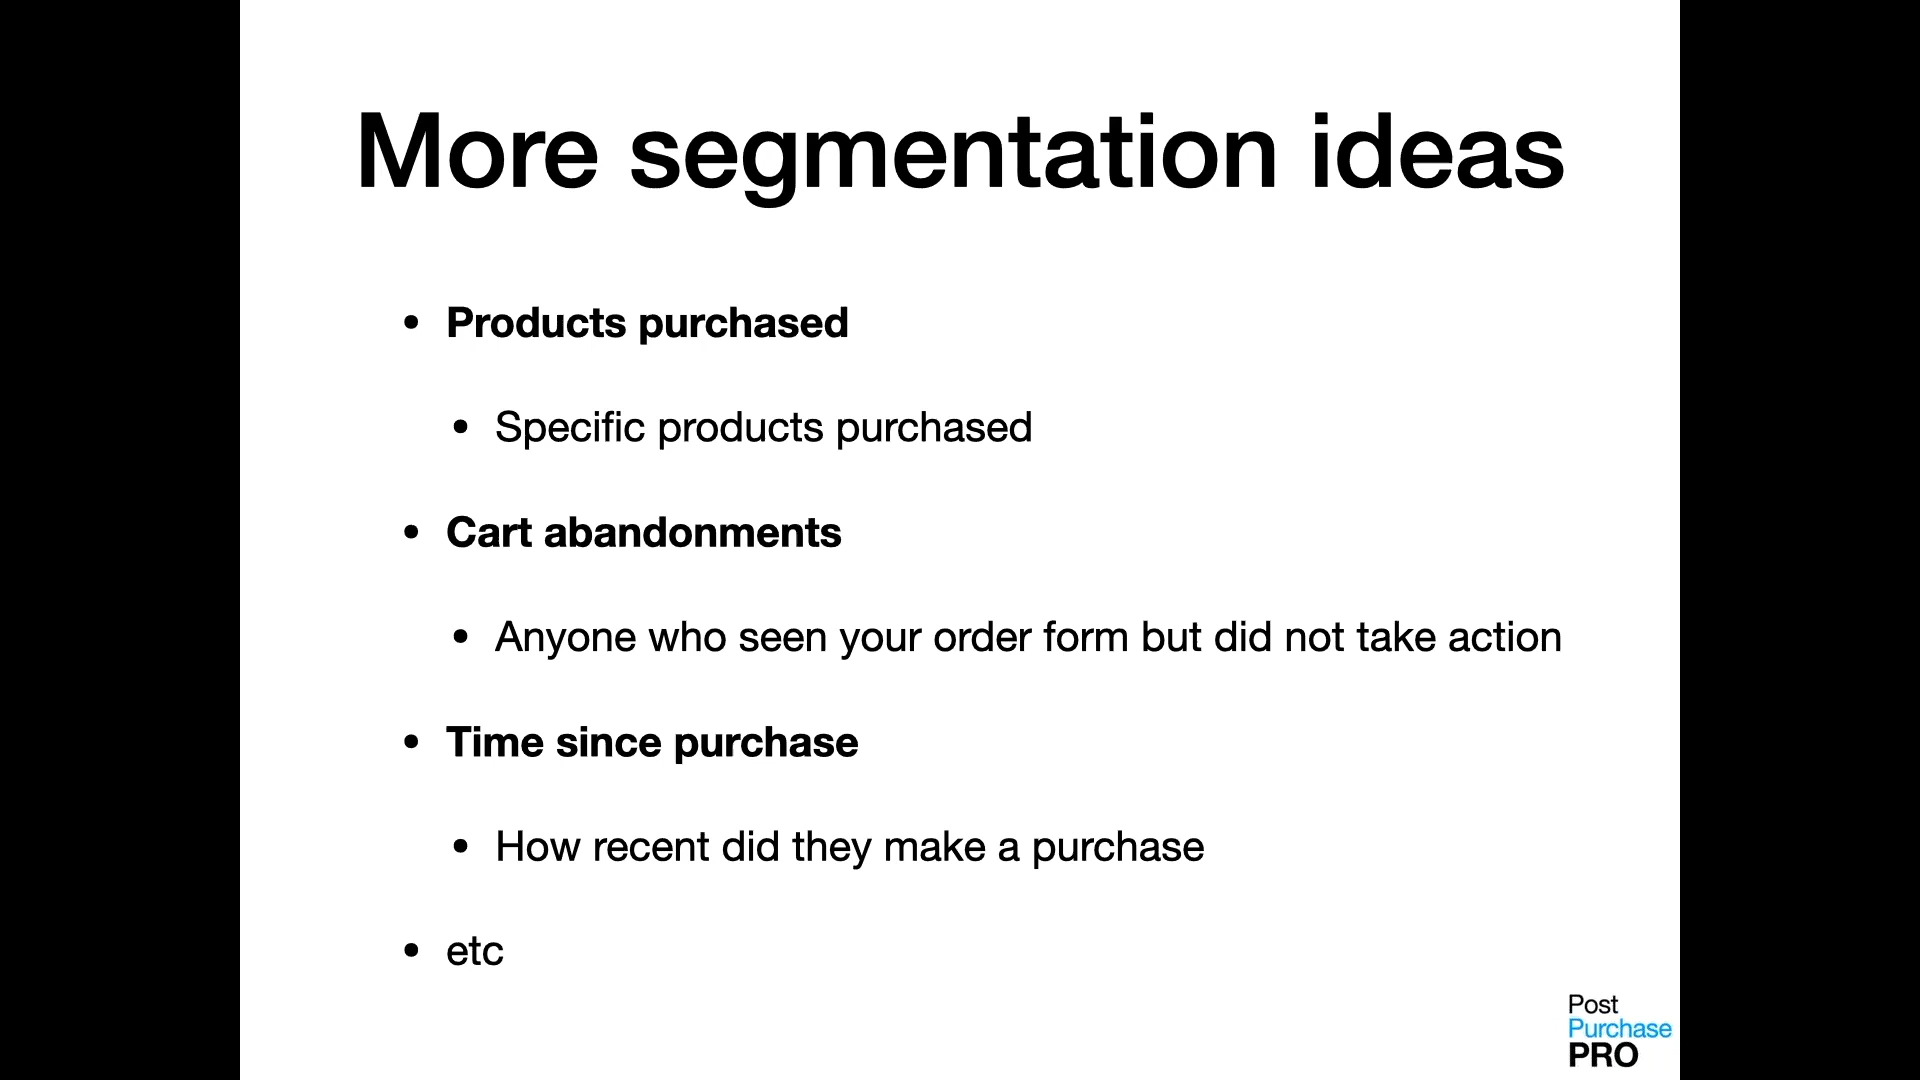 More segmentation ideas
• Products purchased
• Specific products purchased
• Cart abandonments
• Anyone who seen your order form but did not take action
• Time since purchase
• How recent did they make a purchase
• etc
Post
Purchase
PRO